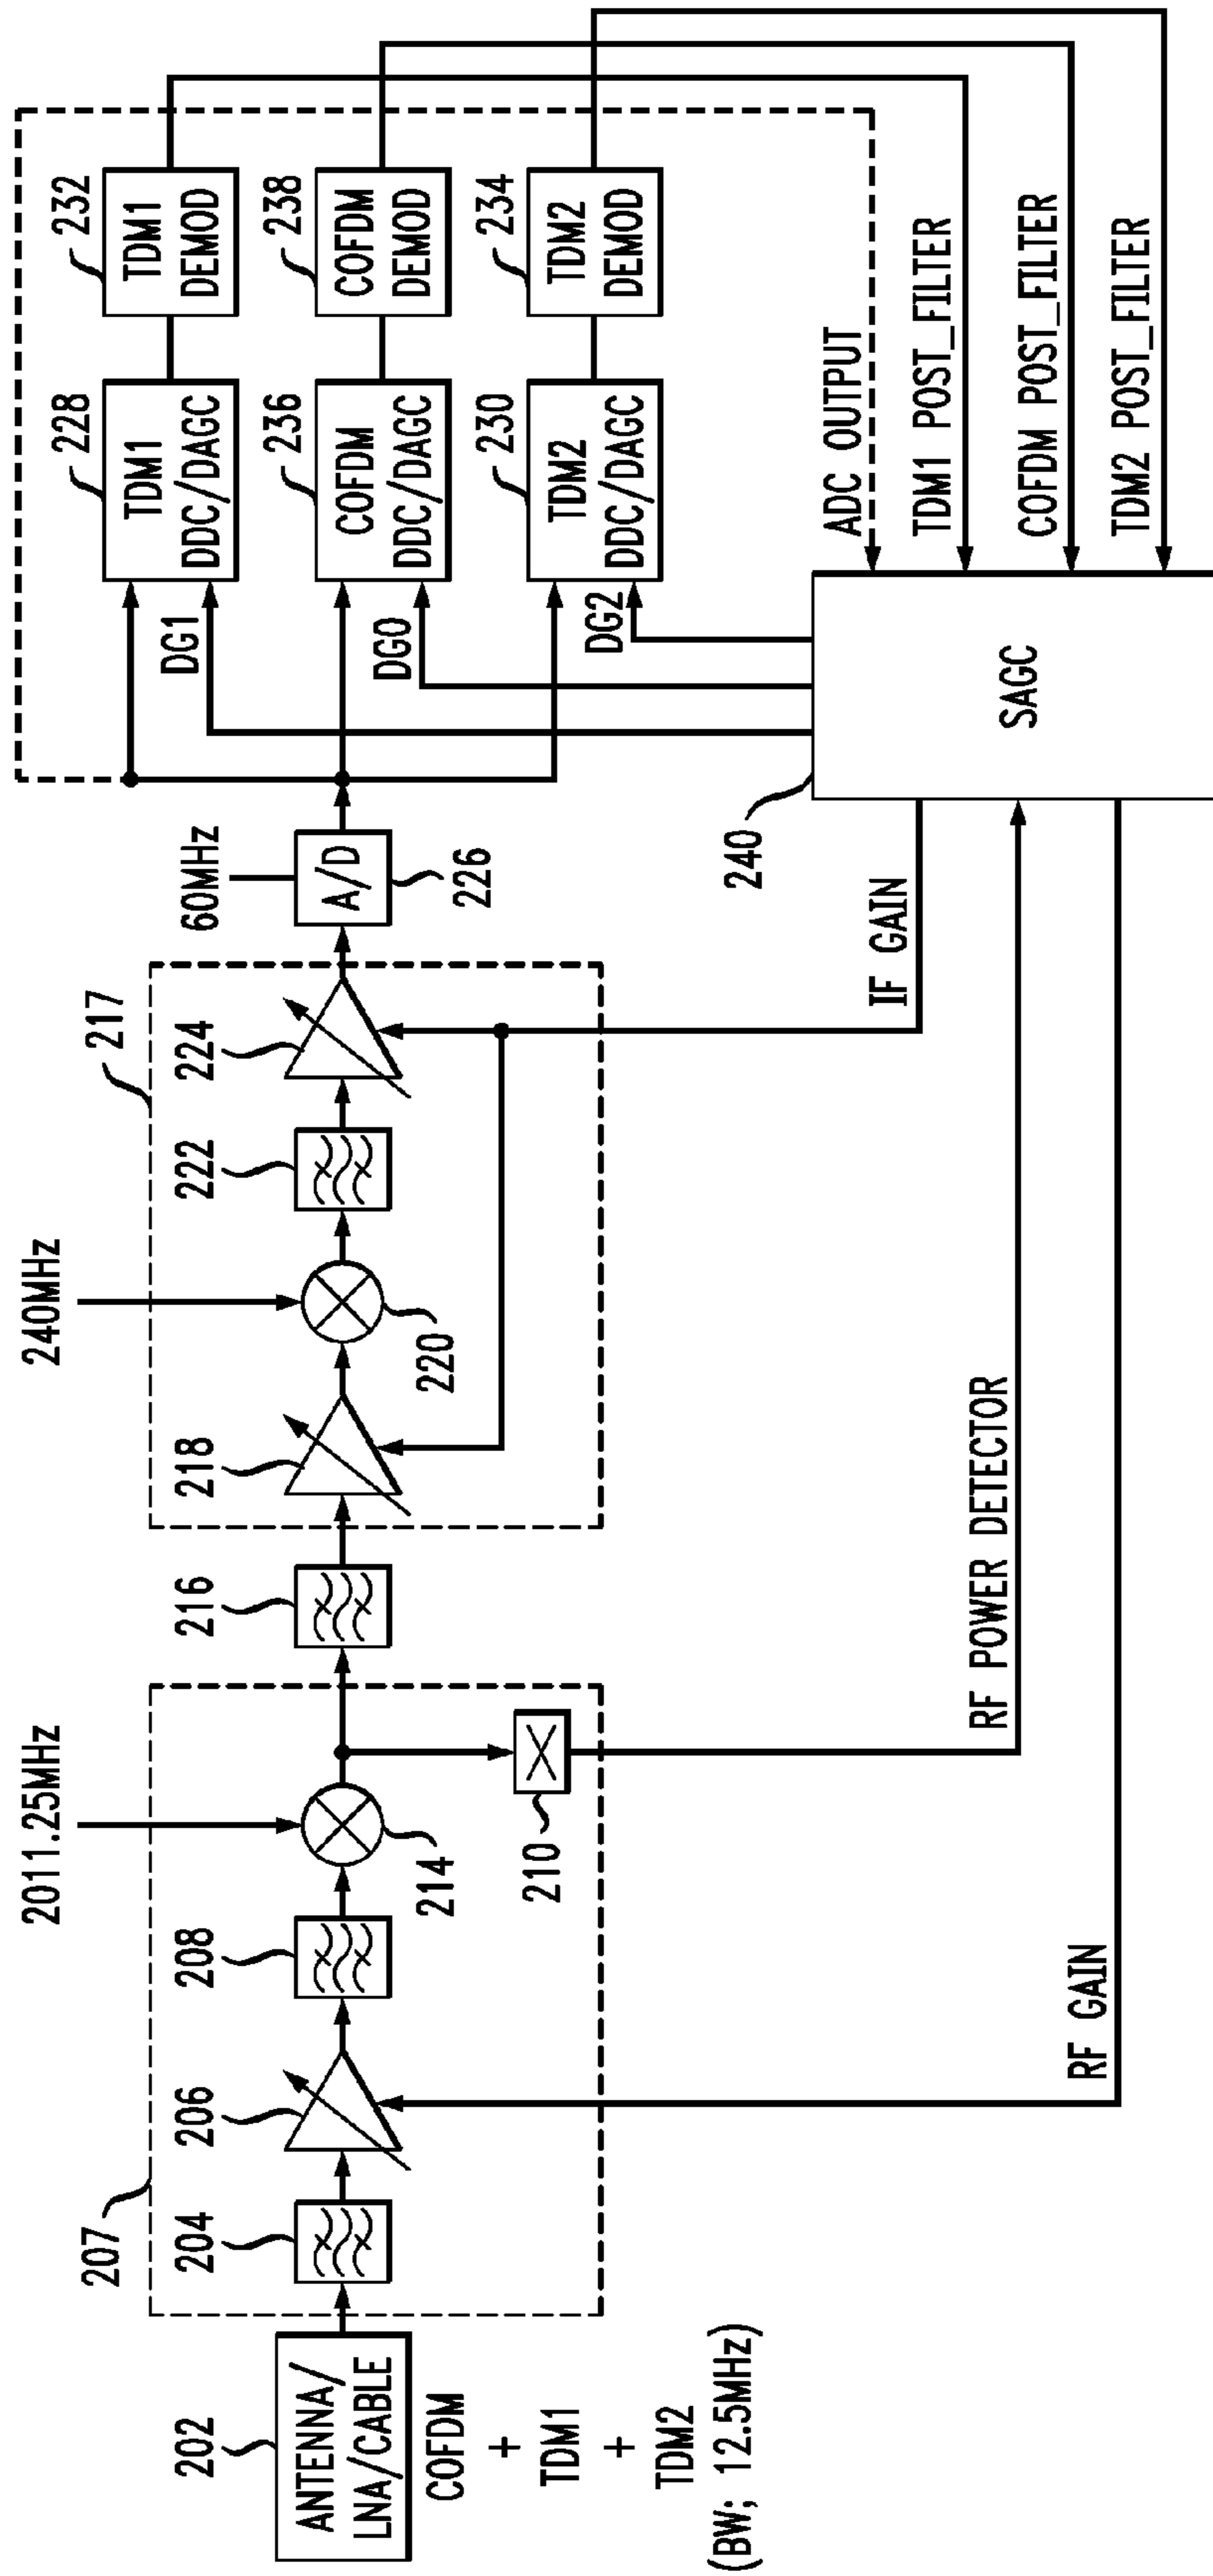 202
ANTENNA/
LNA/CABLE
COFDM
+
TDM1
+
TDM2
(BW; 12.5MHz)
207
204
206
208
2011.25MHz
214
210
216
217
218
240MHz
220
222
224
60MHz
A/D
226
228
TDM1
DDC/DAGC
232
TDM1
DEMOD
DG1
236
COFDM
DDC/DAGC
238
COFDM
DEMOD
DG0
230
TDM2
DDC/DAGC
234
TDM2
DEMOD
DG2
ADC OUTPUT
TDM1 POST_FILTER
COFDM POST_FILTER
TDM2 POST_FILTER
240
SAGC
IF GAIN
RF POWER DETECTOR
RF GAIN